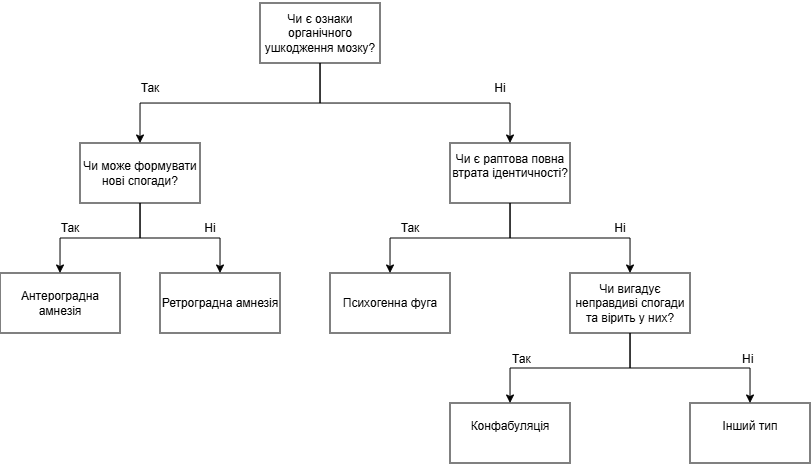 Чи є ознаки
органічного
ушкодження мозку?
Так
Ні
Чи може формувати
нові спогади?
Чи є раптова повна
втрата ідентичності?
Так
Ні
Так
Ні
Антероградна
амнезія
Ретроградна амнезія
Психогенна фуга
Чи вигадує
неправдиві спогади
та вірить у них?
Так
Ні
Конфабуляція
Інший тип